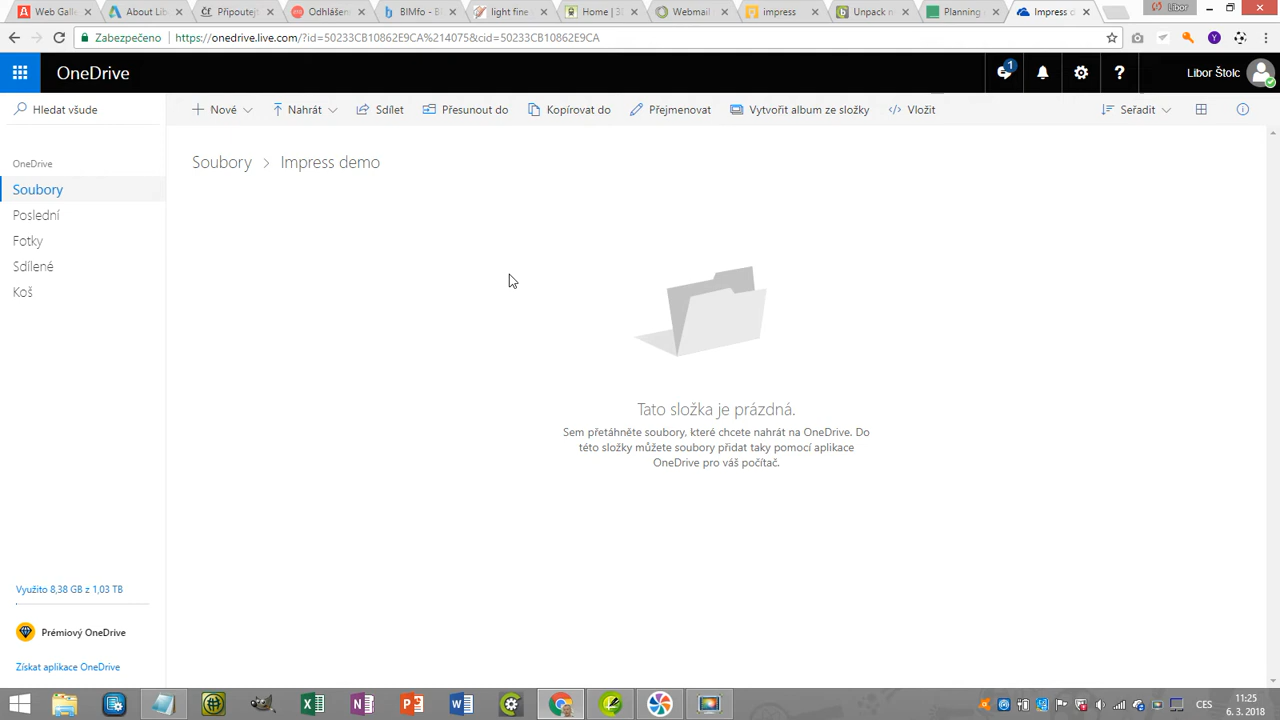 Web Galle
About Lib
Připoutej
Odhlášen
BIMfo - B
light fine
Home | 3
Webmail
impress
Unpack n
Planning
Impress d
Libor
Zabezpečeno
https://onedrive.live.com/?id=50233CB10862E9CA%214075&cid=50233CB10862E9CA
OneDrive
1
Libor Štolc
Hledat všude
Nové
Nahrát
Sdílet
Přesunout do
Kopírovat do
Přejmenovat
Vytvořit album ze složky
Vložit
Seřadit
OneDrive
Soubory
Poslední
Fotky
Sdílené
Koš
Soubory > Impress demo
Tato složka je prázdná.
Sem přetáhněte soubory, které chcete nahrát na OneDrive. Do
této složky můžete soubory přidat taky pomocí aplikace
OneDrive pro váš počítač.
Využito 8,38 GB z 1,03 TB
Prémiový OneDrive
Získat aplikace OneDrive
CES
11:25
6. 3. 2018